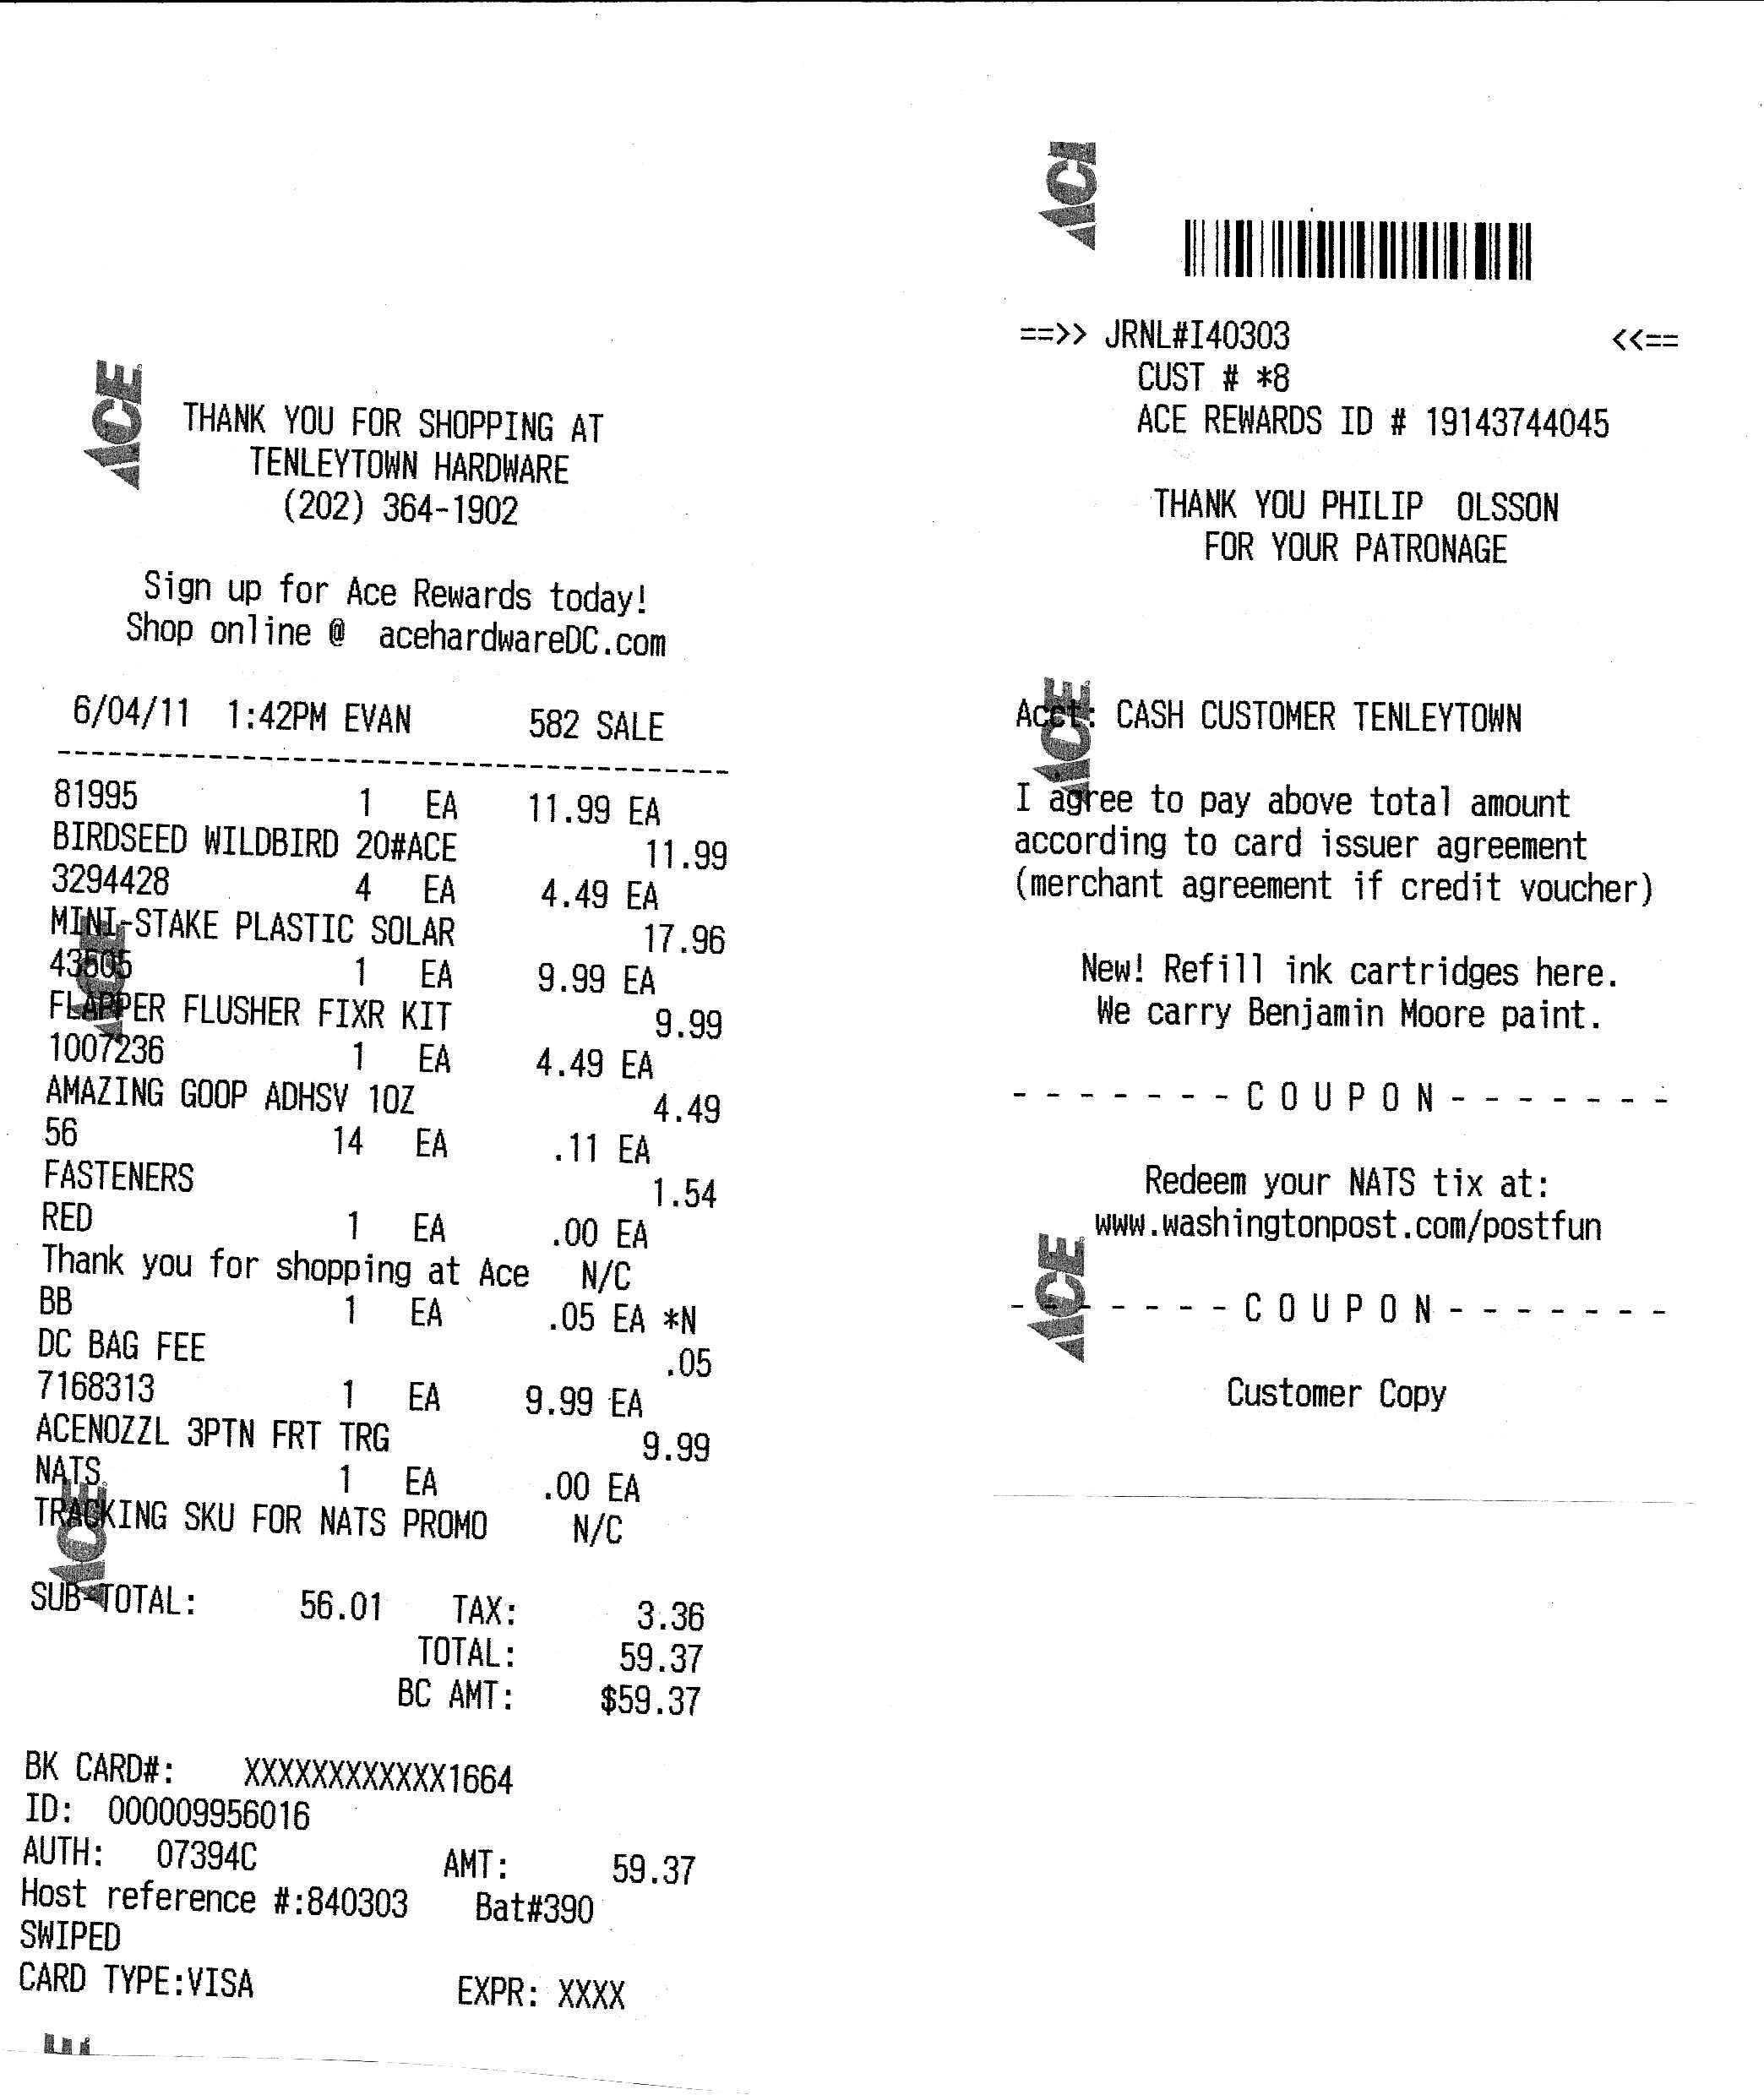 ACE
THANK YOU FOR SHOPPING AT
TENLEYTOWN HARDWARE
(202) 364-1902
Sign up for Ace Rewards today!
Shop online @ acehardwareDC.com
6/04/11 1:42PM EVAN 582 SALE
----------------------------------------
81995 1 EA 11.99 EA
BIRDSEED WILDBIRD 20#ACE 11.99
3294428 4 EA 4.49 EA
MINI-STAKE PLASTIC SOLAR 17.96
43505 1 EA 9.99 EA
FLAPPER FLUSHER FIXR KIT 9.99
1007236 1 EA 4.49 EA
AMAZING GOOP ADHSV 1OZ 4.49
56 14 EA .11 EA
FASTENERS 1.54
RED 1 EA .00 EA
Thank you for shopping at Ace N/C
BB 1 EA .05 EA *N
DC BAG FEE .05
7168313 1 EA 9.99 EA
ACENOZZL 3PTN FRT TRG 9.99
NATS 1 EA .00 EA
TRACKING SKU FOR NATS PROMO N/C
SUB-TOTAL: 56.01 TAX: 3.36
TOTAL: 59.37
BC AMT: $59.37
BK CARD#: XXXXXXXXXXXX1664
ID: 000009956016
AUTH: 07394C AMT: 59.37
Host reference #:840303 Bat#390
SWIPED
CARD TYPE:VISA EXPR: XXXX
ACE
ACE
ACE
==>> JRNL#I40303 <<==
CUST # *8
ACE REWARDS ID # 19143744045
THANK YOU PHILIP OLSSON
FOR YOUR PATRONAGE
ACE
Acct: CASH CUSTOMER TENLEYTOWN
I agree to pay above total amount
according to card issuer agreement
(merchant agreement if credit voucher)
New! Refill ink cartridges here.
We carry Benjamin Moore paint.
- - - - - - - C O U P O N - - - - - - -
Redeem your NATS tix at:
www.washingtonpost.com/postfun
ACE
- - - - - - - C O U P O N - - - - - - -
Customer Copy